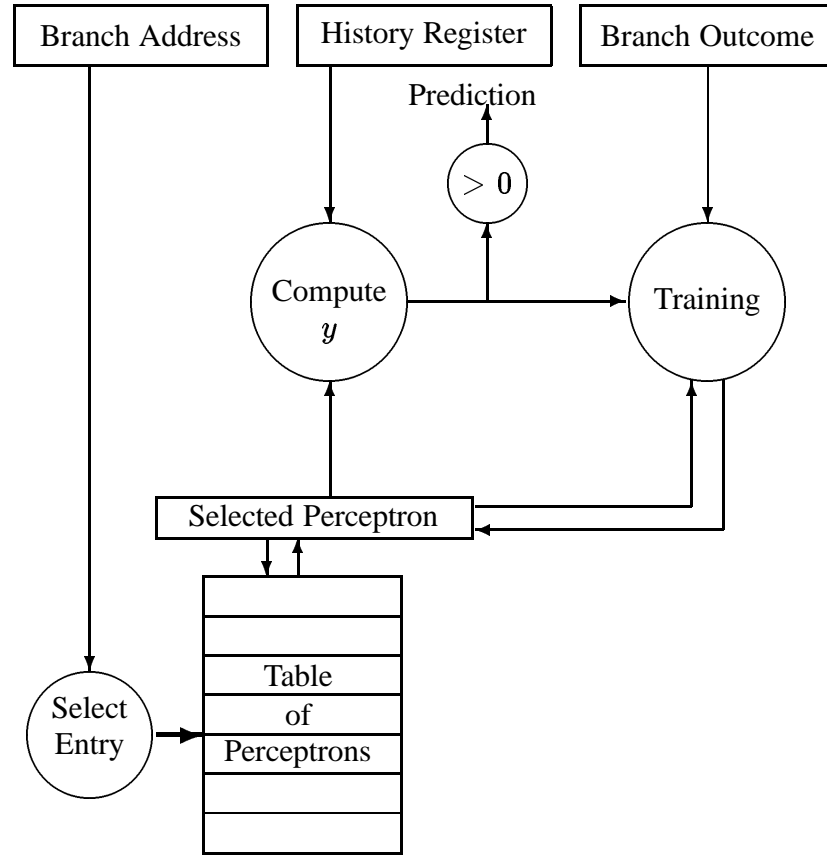 Branch Address
History Register
Branch Outcome
Prediction
> 0
Compute
y
Training
Selected Perceptron
Table
of
Perceptrons
Select
Entry